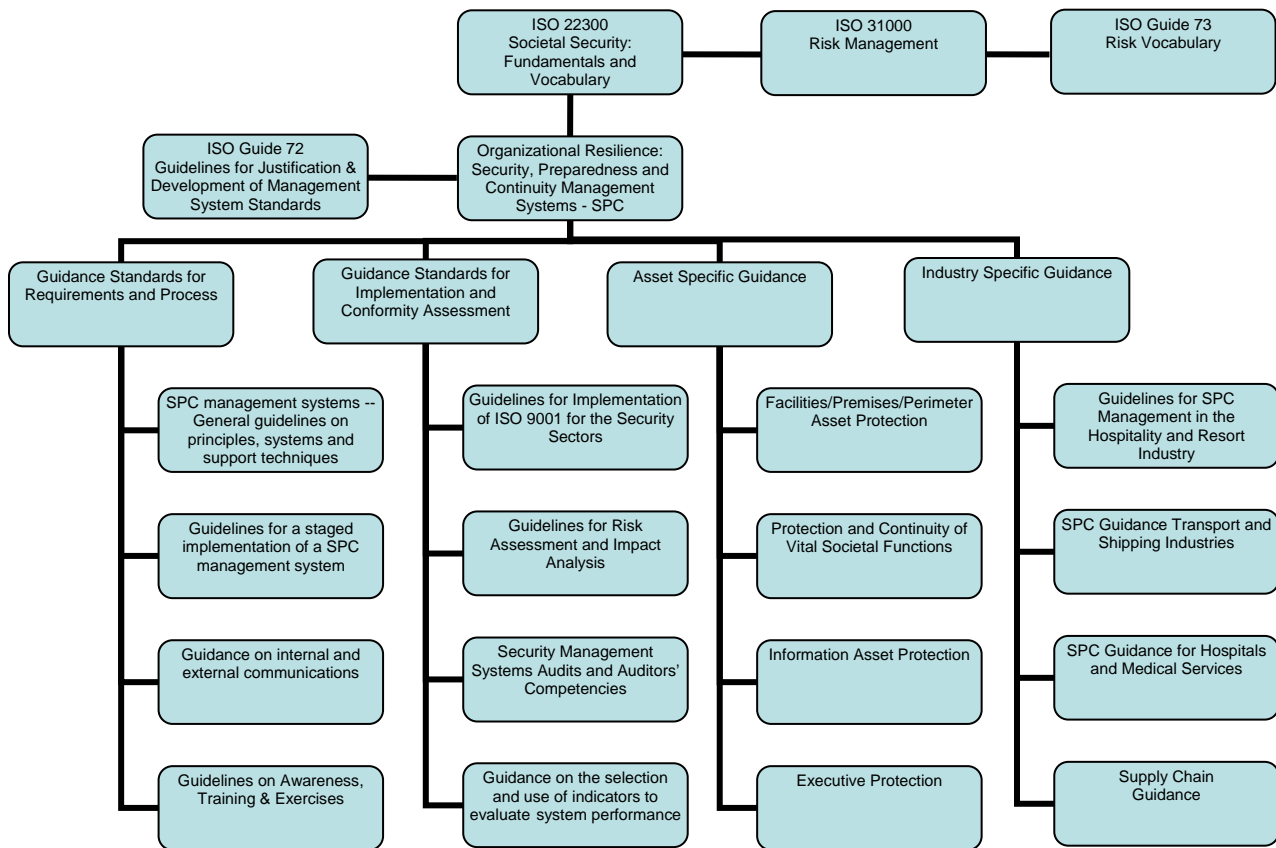 ISO 22300
Societal Security:
Fundamentals and
Vocabulary
ISO 31000
Risk Management
ISO Guide 73
Risk Vocabulary
ISO Guide 72
Guidelines for Justification &
Development of Management
System Standards
Organizational Resilience:
Security, Preparedness and
Continuity Management
Systems - SPC
Guidance Standards for
Requirements and Process
Guidance Standards for
Implementation and
Conformity Assessment
Asset Specific Guidance
Industry Specific Guidance
SPC management systems --
General guidelines on
principles, systems and
support techniques
Guidelines for Implementation
of ISO 9001 for the Security
Sectors
Facilities/Premises/Perimeter
Asset Protection
Guidelines for SPC
Management in the
Hospitality and Resort
Industry
Guidelines for a staged
implementation of a SPC
management system
Guidelines for Risk
Assessment and Impact
Analysis
Protection and Continuity of
Vital Societal Functions
SPC Guidance Transport and
Shipping Industries
Guidance on internal and
external communications
Security Management
Systems Audits and Auditors’
Competencies
Information Asset Protection
SPC Guidance for Hospitals
and Medical Services
Guidelines on Awareness,
Training & Exercises
Guidance on the selection
and use of indicators to
evaluate system performance
Executive Protection
Supply Chain
Guidance